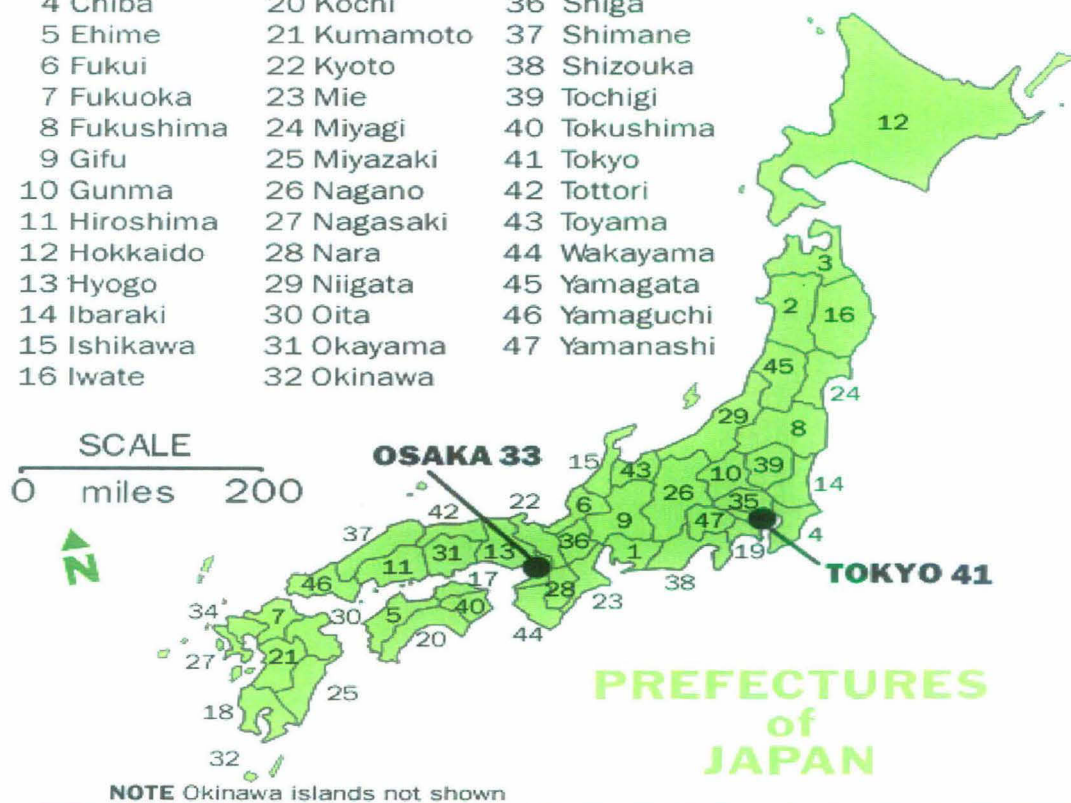 4 Chiba
5 Ehime
6 Fukui
7 Fukuoka
8 Fukushima
9 Gifu
10 Gunma
11 Hiroshima
12 Hokkaido
13 Hyogo
14 Ibaraki
15 Ishikawa
16 Iwate
20 Kochi
21 Kumamoto
22 Kyoto
23 Mie
24 Miyagi
25 Miyazaki
26 Nagano
27 Nagasaki
28 Nara
29 Niigata
30 Oita
31 Okayama
32 Okinawa
36 Shiga
37 Shimane
38 Shizouka
39 Tochigi
40 Tokushima
41 Tokyo
42 Tottori
43 Toyama
44 Wakayama
45 Yamagata
46 Yamaguchi
47 Yamanashi
12
3
2
16
45
24
29
8
SCALE
0 miles 200
N
OSAKA 33
15
43
10
39
14
26
35
22
6
9
47
4
42
37
36
1
19
38
TOKYO 41
13
31
11
46
28
23
17
40
5
20
44
34
7
30
27
21
25
18
32
PREFECTURES
of
JAPAN
NOTE Okinawa islands not shown